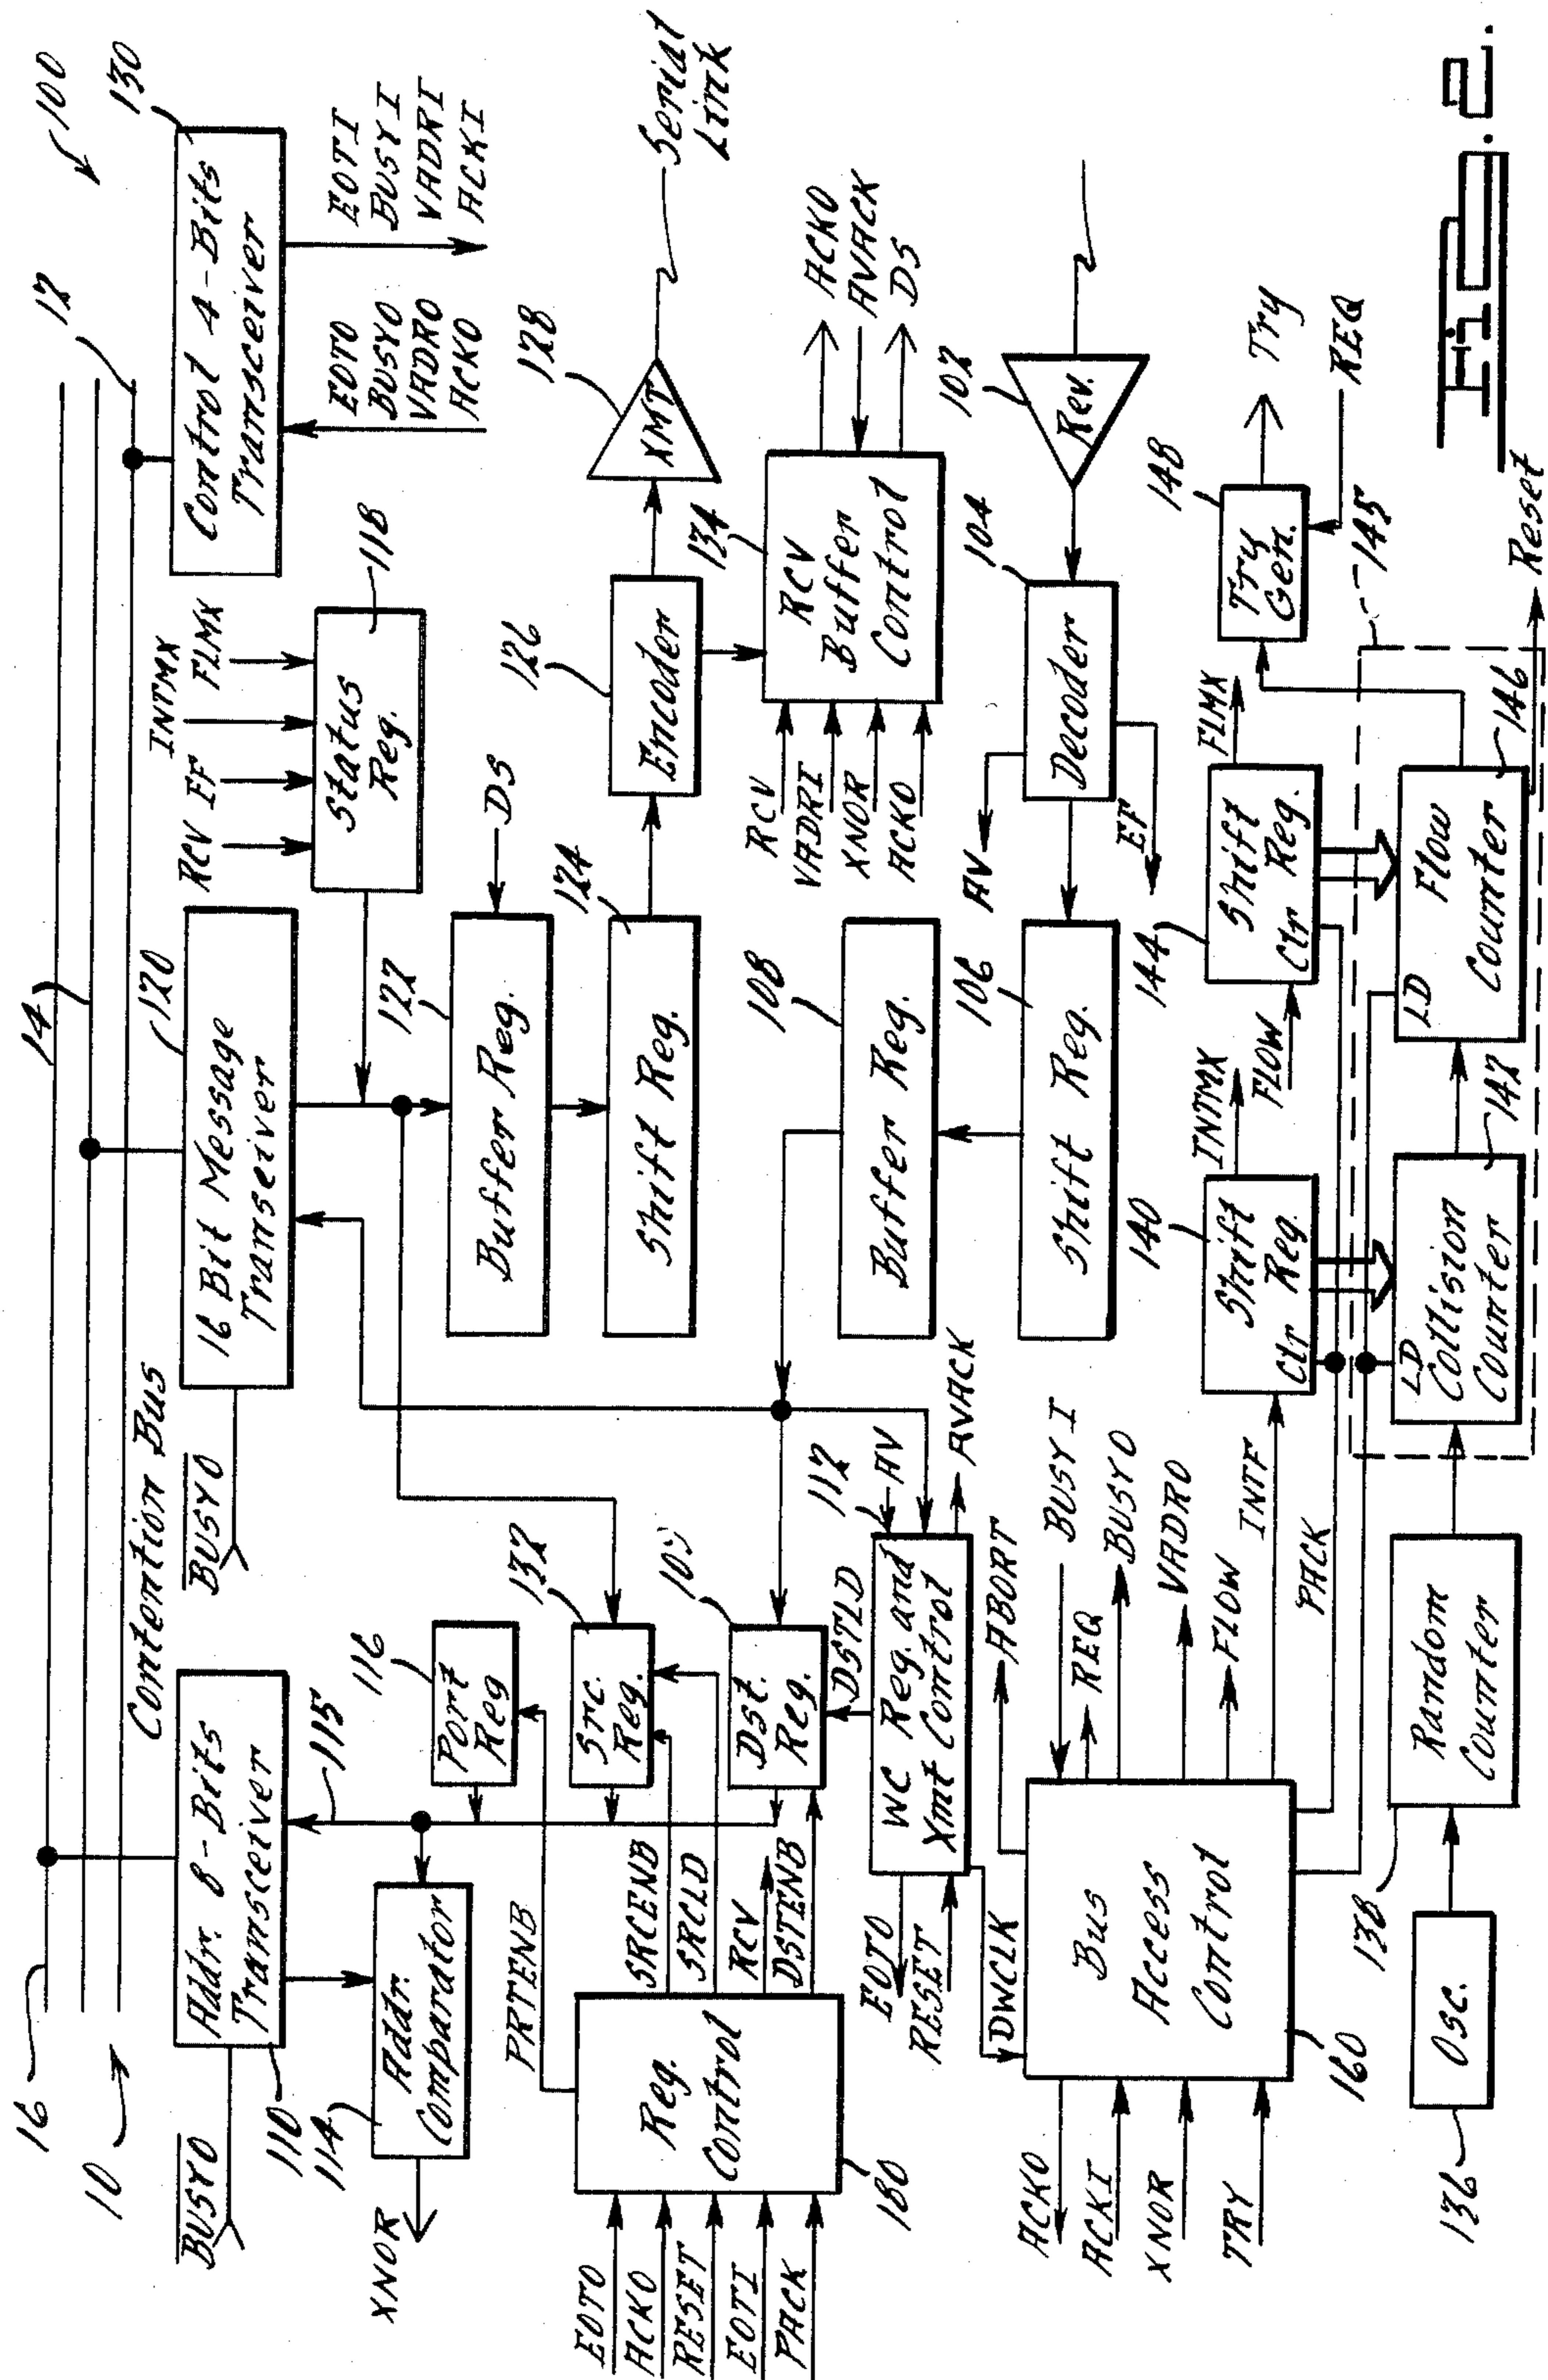 100
10
16
14
12
Contention Bus
BUSYO
110
Addr. 8-Bits
Transceiver
BUSYO
120
16 Bit Message
Transceiver
130
Control 4-Bits
Transceiver
EOTO
BUSYO
VADRO
ACKO
EOTI
BUSYI
VADRI
ACKI
RCV
EF
INTMX
FLMX
Status
Reg.
118
115
114
Addr.
Comparator
XNOR
116
Port
Reg
132
Src.
Reg.
Dst.
Reg.
PRTENB
SRCENB
SRCLD
RCV
DSTENB
DSTLD
EOTO
ACKO
RESET
EOTI
PACK
Reg.
Control
180
122
Buffer Reg.
DS
124
Shift Reg.
126
Encoder
128
XMT
Serial
Link
RCV
VADRI
XNOR
ACKO
134
RCV
Buffer
Control
ACKO
AVACK
DS
108
Buffer Reg.
106
Shift Reg.
104
Decoder
AV
EF
102
Rev.
112
AV
WC Reg. and
Xmt Control
AVACK
EOTO
RESET
DWCLK
ACKO
ACKI
XNOR
TRY
Bus
Access
Control
160
ABORT
BUSY I
REQ
BUSYO
VADRO
FLOW
INTF
PACK
140
Shift
Ctr Reg.
INTMX
FLOW
144
Shift
Ctr Reg.
FLMX
148
Try
Gen.
Try
REQ
145
136
Osc.
138
Random
Counter
LD
Collision
Counter
142
LD
Flow
Counter
146
Reset
Fig. 2.